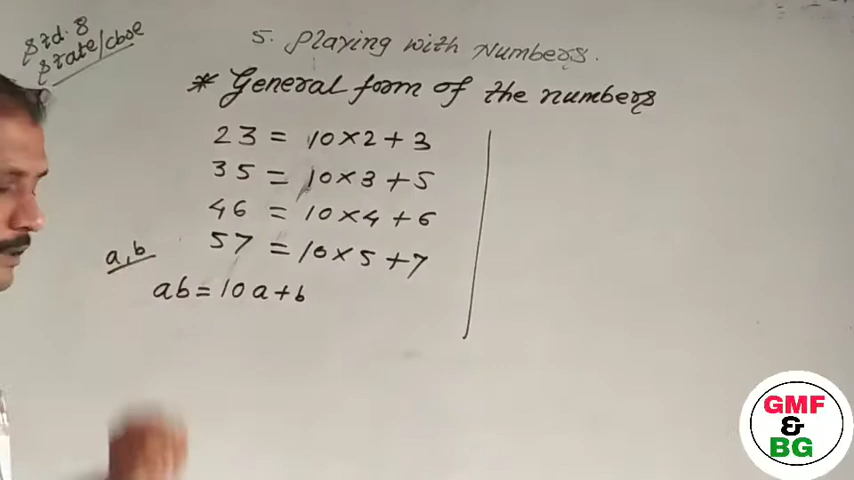 Std. 8
State/cbse
5. Playing with Numbers.
* General form of the numbers
23 = 10×2+3
35 = 10×3+5
46 = 10×4+6
57 = 10×5+7
a,b
ab=10a+b
GMF
&
BG